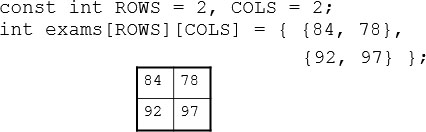 const int ROWS = 2, COLS = 2;
int exams[ROWS][COLS] = { {84, 78},
{92, 97} };
84 78
92 97